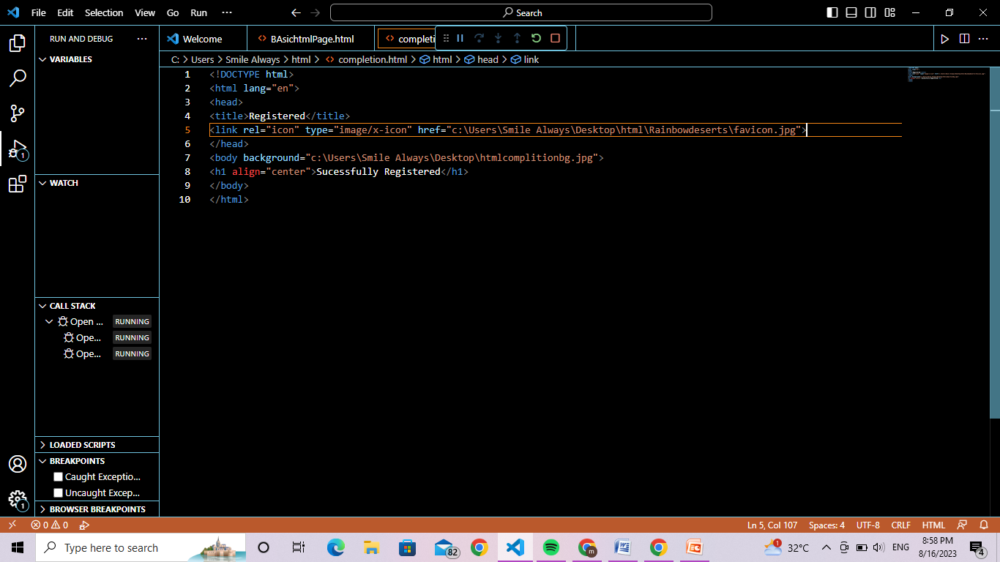 File Edit Selection View Go Run ··· Search
RUN AND DEBUG ···
Welcome
BAsichtmlPage.html
completi
VARIABLES
C: > Users > Smile Always > html > completion.html > html > head > link
1 <!DOCTYPE html>
2 <html lang="en">
3 <head>
4 <title>Registered</title>
5 <link rel="icon" type="image/x-icon" href="c:\Users\Smile Always\Desktop\html\Rainbowdeserts\favicon.jpg">
6 </head>
7 <body background="c:\Users\Smile Always\Desktop\htmlcomplitionbg.jpg">
8 <h1 align="center">Sucessfully Registered</h1>
9 </body>
10 </html>
1
WATCH
CALL STACK
Open ... RUNNING
Ope... RUNNING
Ope... RUNNING
LOADED SCRIPTS
BREAKPOINTS
Caught Exceptio...
Uncaught Excep...
1
BROWSER BREAKPOINTS
0 0
Ln 5, Col 107 Spaces: 4 UTF-8 CRLF HTML
Type here to search
82
m
1
32°C
ENG
8:58 PM
8/16/2023
4